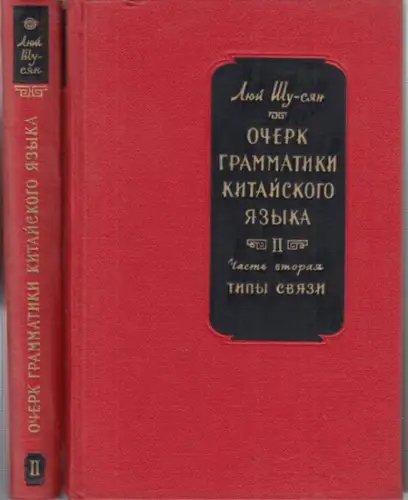 Люй
Шу-
сян
ОЧЕРК ГРАММАТИКИ КИТАЙСКОГО ЯЗЫКА
II
Люй Шу-сян
ОЧЕРК
ГРАММАТИКИ
КИТАЙСКОГО
ЯЗЫКА
II
Часть вторая
ТИПЫ СВЯЗИ